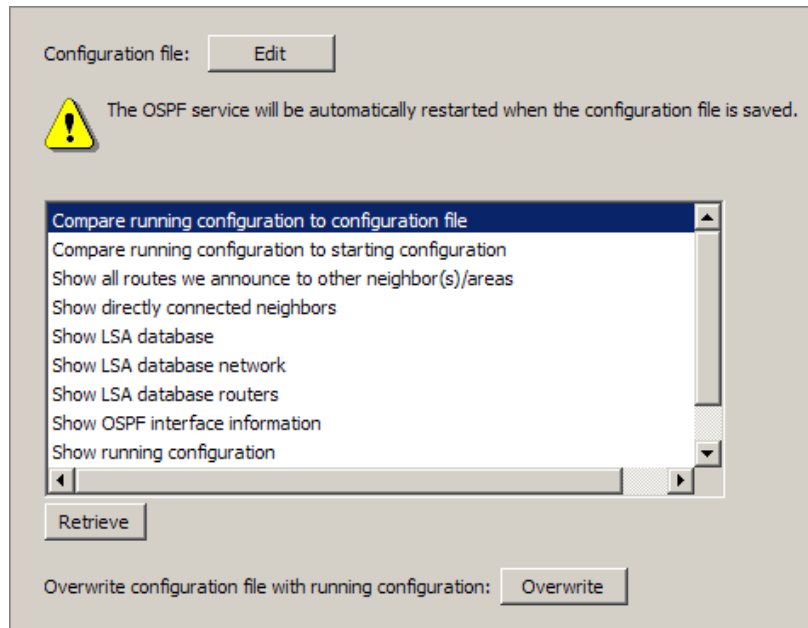 Configuration file: Edit
The OSPF service will be automatically restarted when the configuration file is saved.
Compare running configuration to configuration file
Compare running configuration to starting configuration
Show all routes we announce to other neighbor(s)/areas
Show directly connected neighbors
Show LSA database
Show LSA database network
Show LSA database routers
Show OSPF interface information
Show running configuration
Retrieve
Overwrite configuration file with running configuration: Overwrite